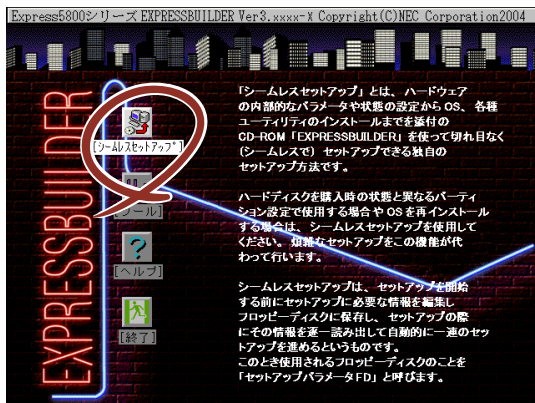 Express5800シリーズ EXPRESSBUILDER Ver3.xxxx-X Copyright(C)NEC Corporation2004
EXPRESSBUILDER
[シームレスセットアップ]
[ツール]
[ヘルプ]
[終了]
「シームレスセットアップ」とは、ハードウェア
の内部的なパラメータや状態の設定からOS、各種
ユーティリティのインストールまでを添付の
CD-ROM「EXPRESSBUILDER」を使って切れ目なく
(シームレスで) セットアップできる独自の
セットアップ方法です。
ハードディスクを購入時の状態と異なるパーティ
ション設定で使用する場合やOSを再インストール
する場合は、シームレスセットアップを使用して
ください。煩雑なセットアップをこの機能が代
わって行います。
シームレスセットアップは、セットアップを開始
する前にセットアップに必要な情報を編集し
フロッピーディスクに保存し、セットアップの際
にその情報を逐一読み出して自動的に一連のセッ
トアップを進めるというものです。
このとき使用されるフロッピーディスクのことを
「セットアップパラメータFD」と呼びます。